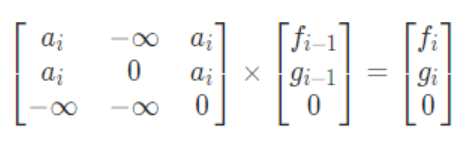 [ a_i  −∞  a_i ]   [ f_{i−1} ]   [ f_i ]
[ a_i  0  a_i ] × [ g_{i−1} ] = [ g_i ]
[ −∞  −∞  0 ]   [ 0 ]   [ 0 ]